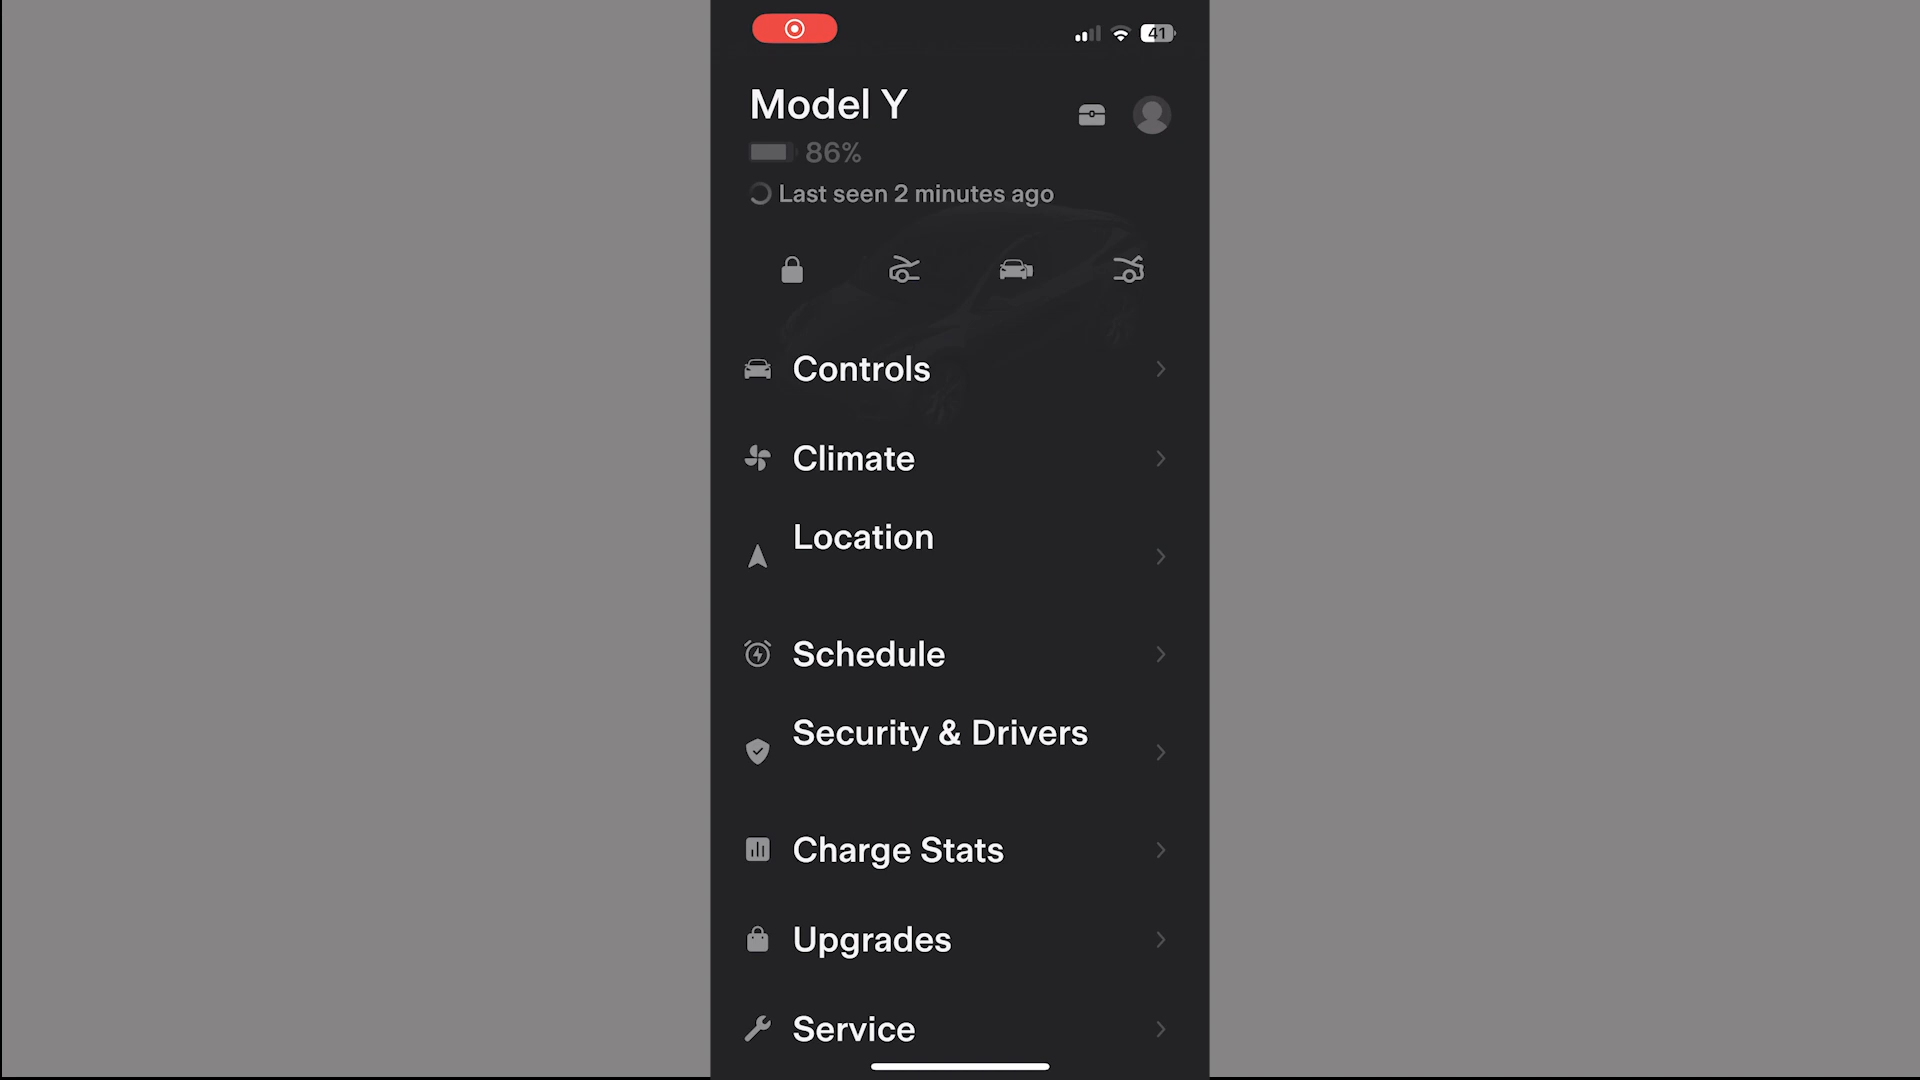 41
Model Y
86%
Last seen 2 minutes ago
Controls
Climate
Location
Schedule
Security & Drivers
Charge Stats
Upgrades
Service